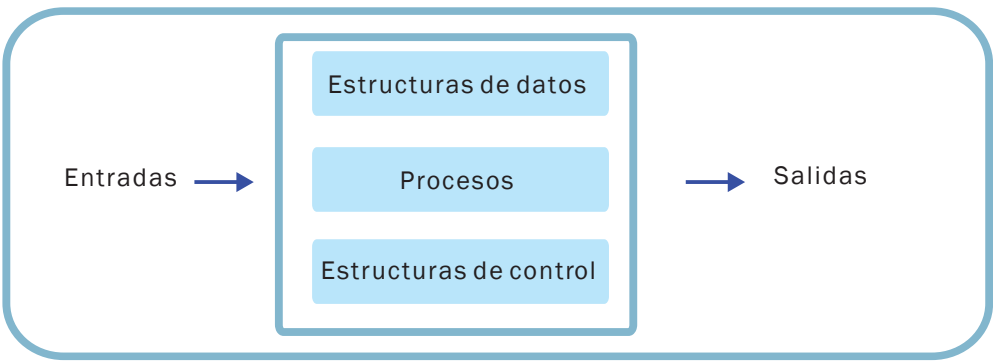 Estructuras de datos
Entradas
Procesos
Salidas
Estructuras de control